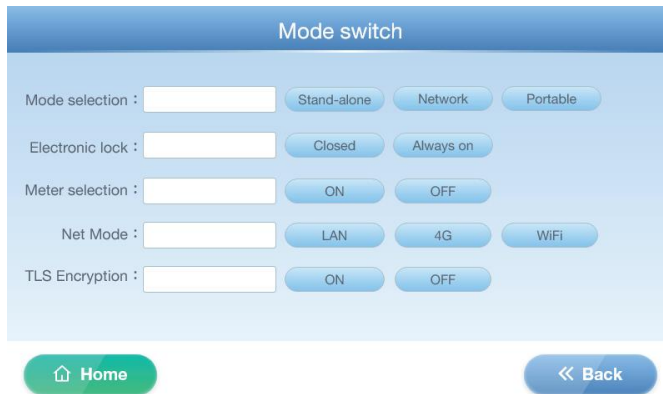 Mode switch
Mode selection： Stand-alone Network Portable
Electronic lock： Closed Always on
Meter selection： ON OFF
Net Mode： LAN 4G WiFi
TLS Encryption： ON OFF
Home Back